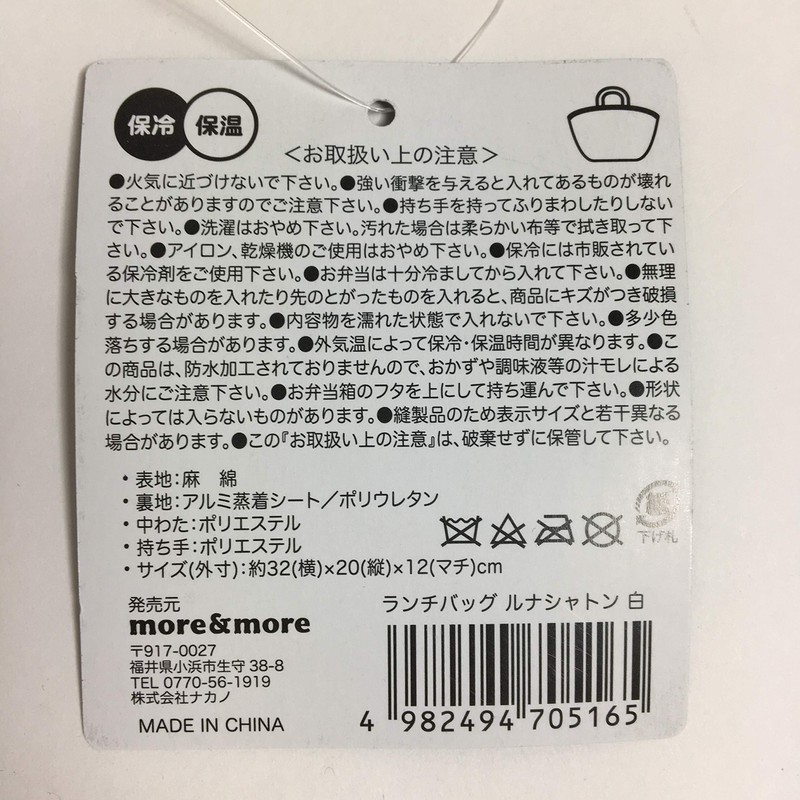 保冷 保温
＜お取扱い上の注意＞
●火気に近づけないで下さい。●強い衝撃を与えると入れてあるものが壊れ
ることがありますのでご注意下さい。●持ち手を持ってふりまわしたりしない
で下さい。●洗濯はおやめ下さい。汚れた場合は柔らかい布等で拭き取って下
さい。●アイロン、乾燥機のご使用はおやめ下さい。●保冷には市販されてい
る保冷剤をご使用下さい。●お弁当は十分冷ましてから入れて下さい。●無理
に大きなものを入れたり先のとがったものを入れると、商品にキズがつき破損
する場合があります。●内容物を濡れた状態で入れないで下さい。●多少色
落ちする場合があります。●外気温によって保冷・保温時間が異なります。●こ
の商品は、防水加工されておりませんので、おかずや調味液等の汁モレによる
水分にご注意下さい。●お弁当箱のフタを上にして持ち運んで下さい。●形状
によっては入らないものがあります。●縫製品のため表示サイズと若干異なる
場合があります。●この『お取扱い上の注意』は、破棄せずに保管して下さい。
・表地：麻　綿
・裏地：アルミ蒸着シート／ポリウレタン
・中わた：ポリエステル
・持ち手：ポリエステル
・サイズ(外寸)：約32(横)×20(縦)×12(マチ)cm
下げ札
発売元
more&more
〒917-0027
福井県小浜市生守 38-8
TEL 0770-56-1919
株式会社ナカノ
MADE IN CHINA
ランチバッグ ルナシャトン 白
4 982494 705165